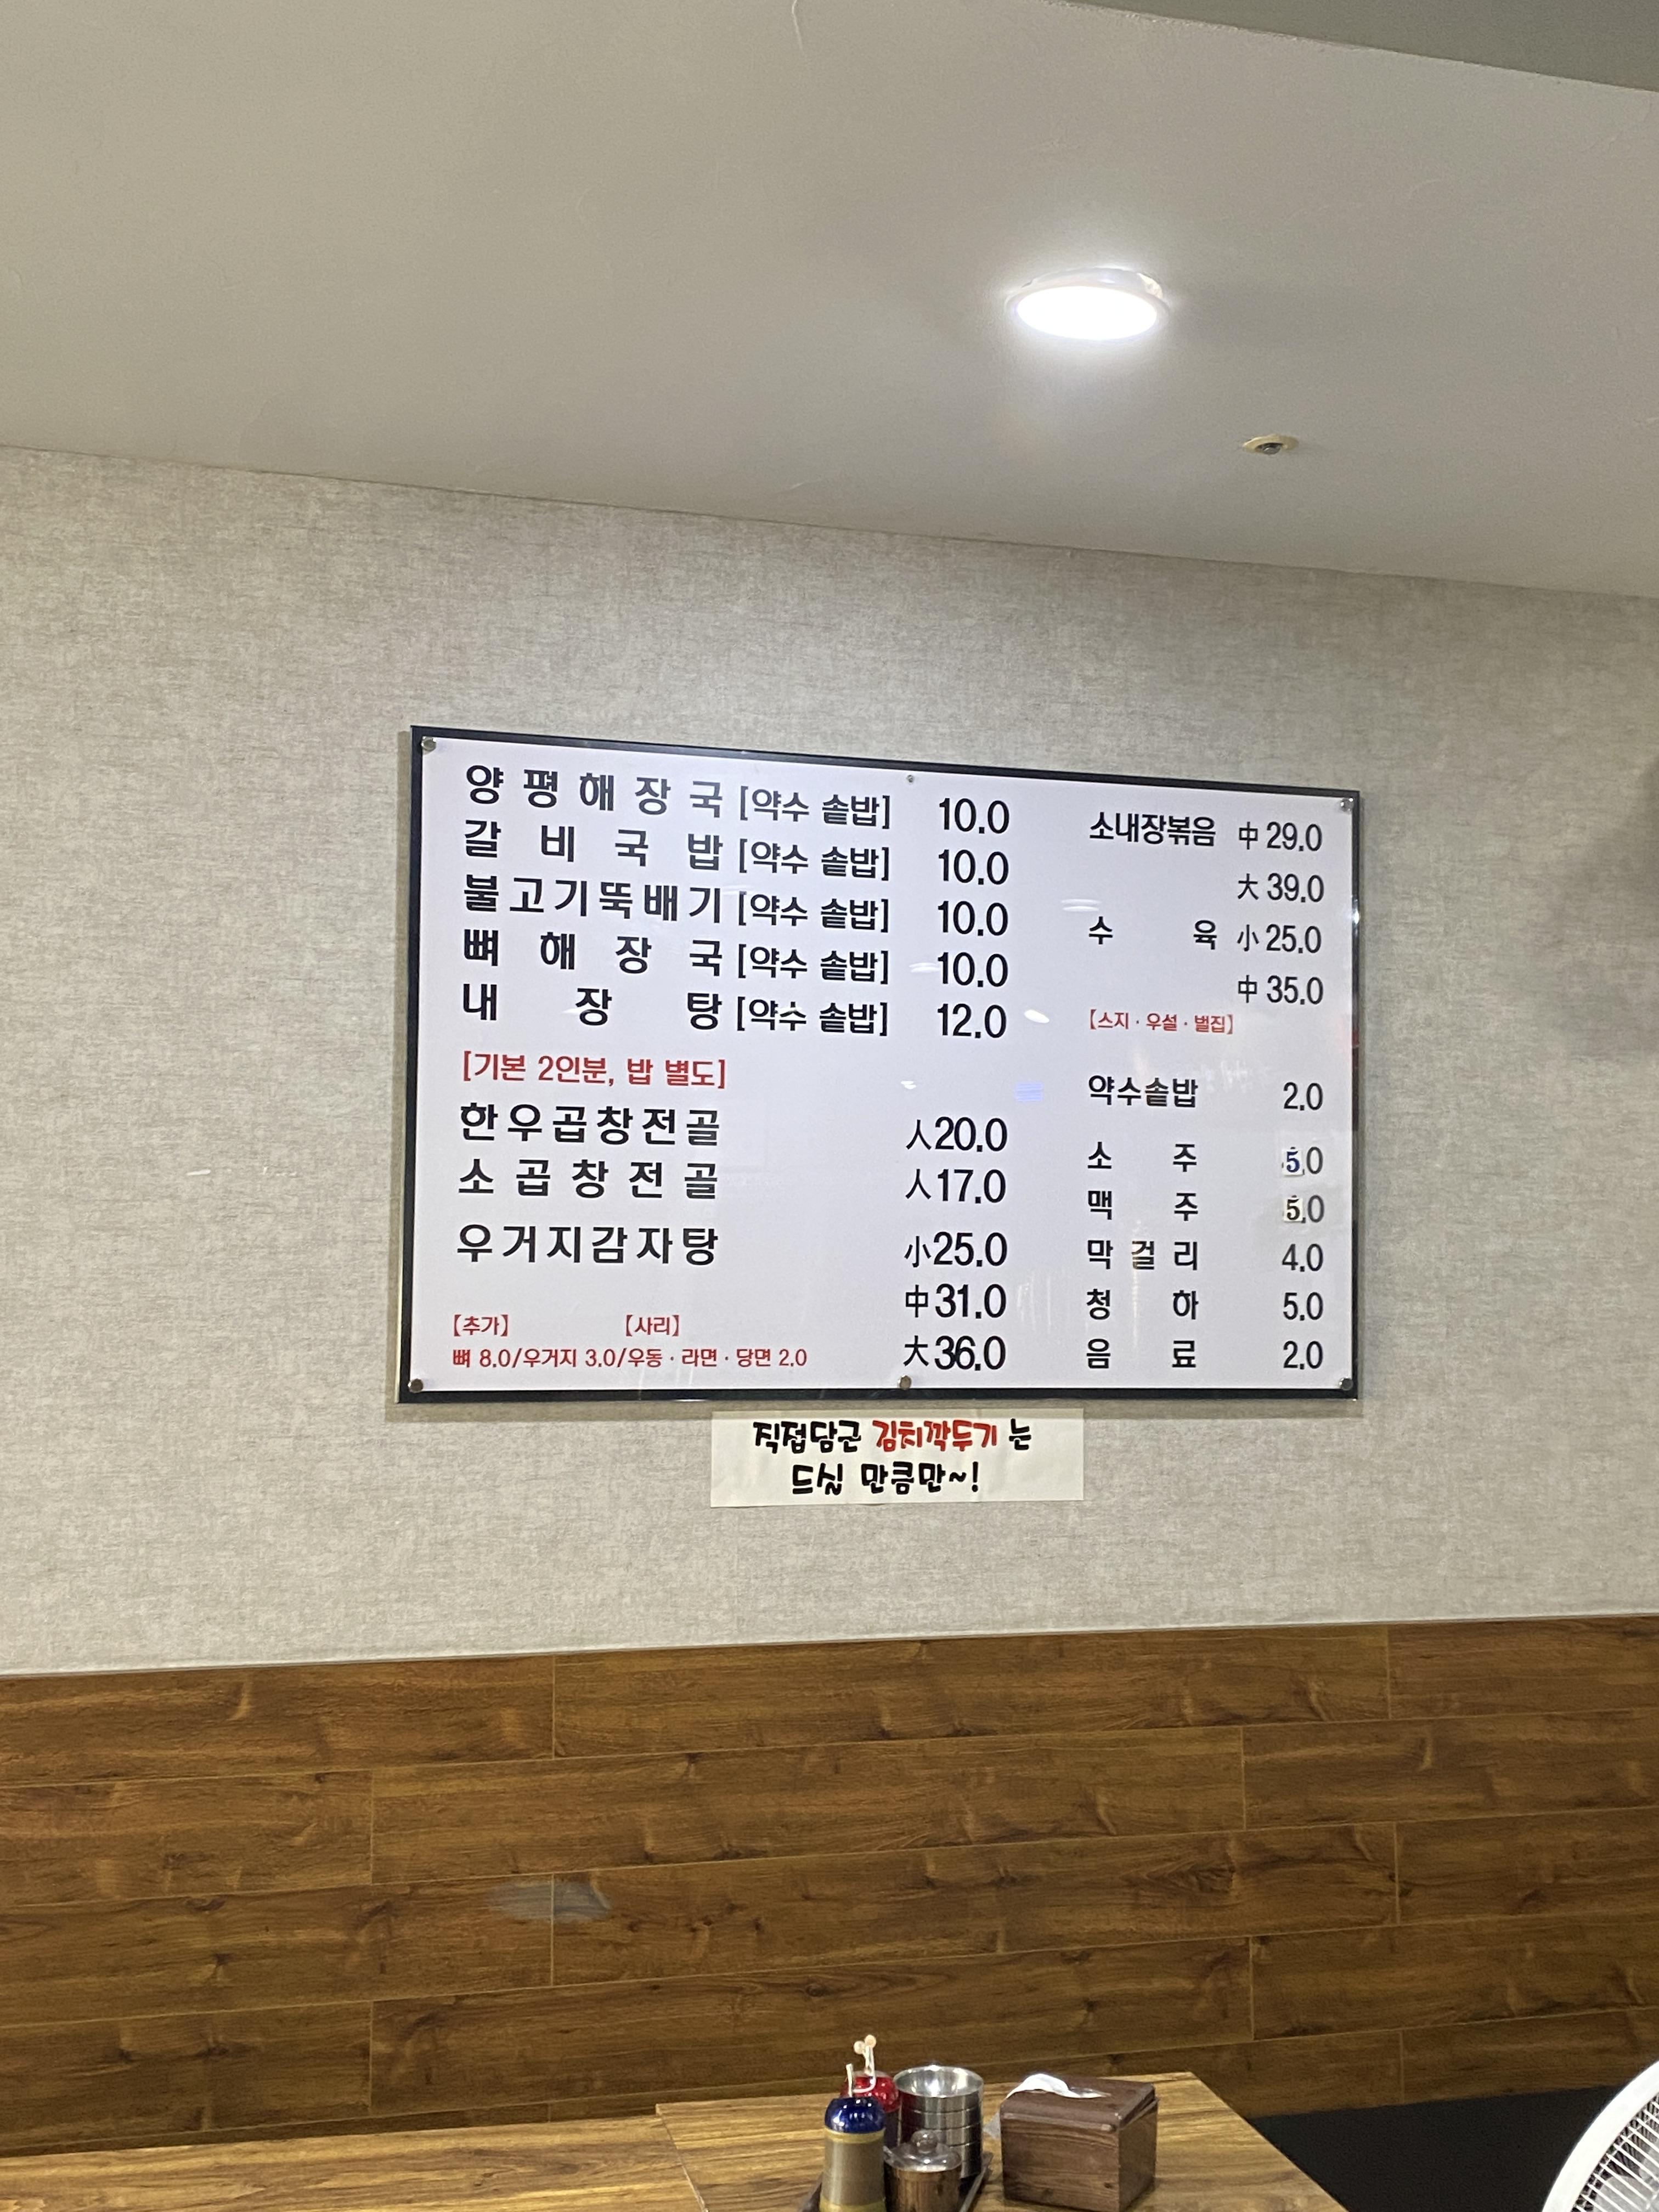 양평해장국 [약수 솥밥] 10.0
갈비국밥 [약수 솥밥] 10.0
불고기뚝배기 [약수 솥밥] 10.0
뼈해장국 [약수 솥밥] 10.0
내장탕 [약수 솥밥] 12.0
[기본 2인분, 밥 별도]
한우곱창전골 人20.0
소곱창전골 人17.0
우거지감자탕 小25.0
中31.0
大36.0
【추가】 【사리】
뼈 8.0/우거지 3.0/우동 · 라면 · 당면 2.0
소내장볶음 中 29.0
大 39.0
수육 小 25.0
中 35.0
【스지 · 우설 · 벌집】
약수솥밥 2.0
소주 5.0
맥주 5.0
막걸리 4.0
청하 5.0
음료 2.0
직접담근 김치깍두기 는
드실 만큼만~!